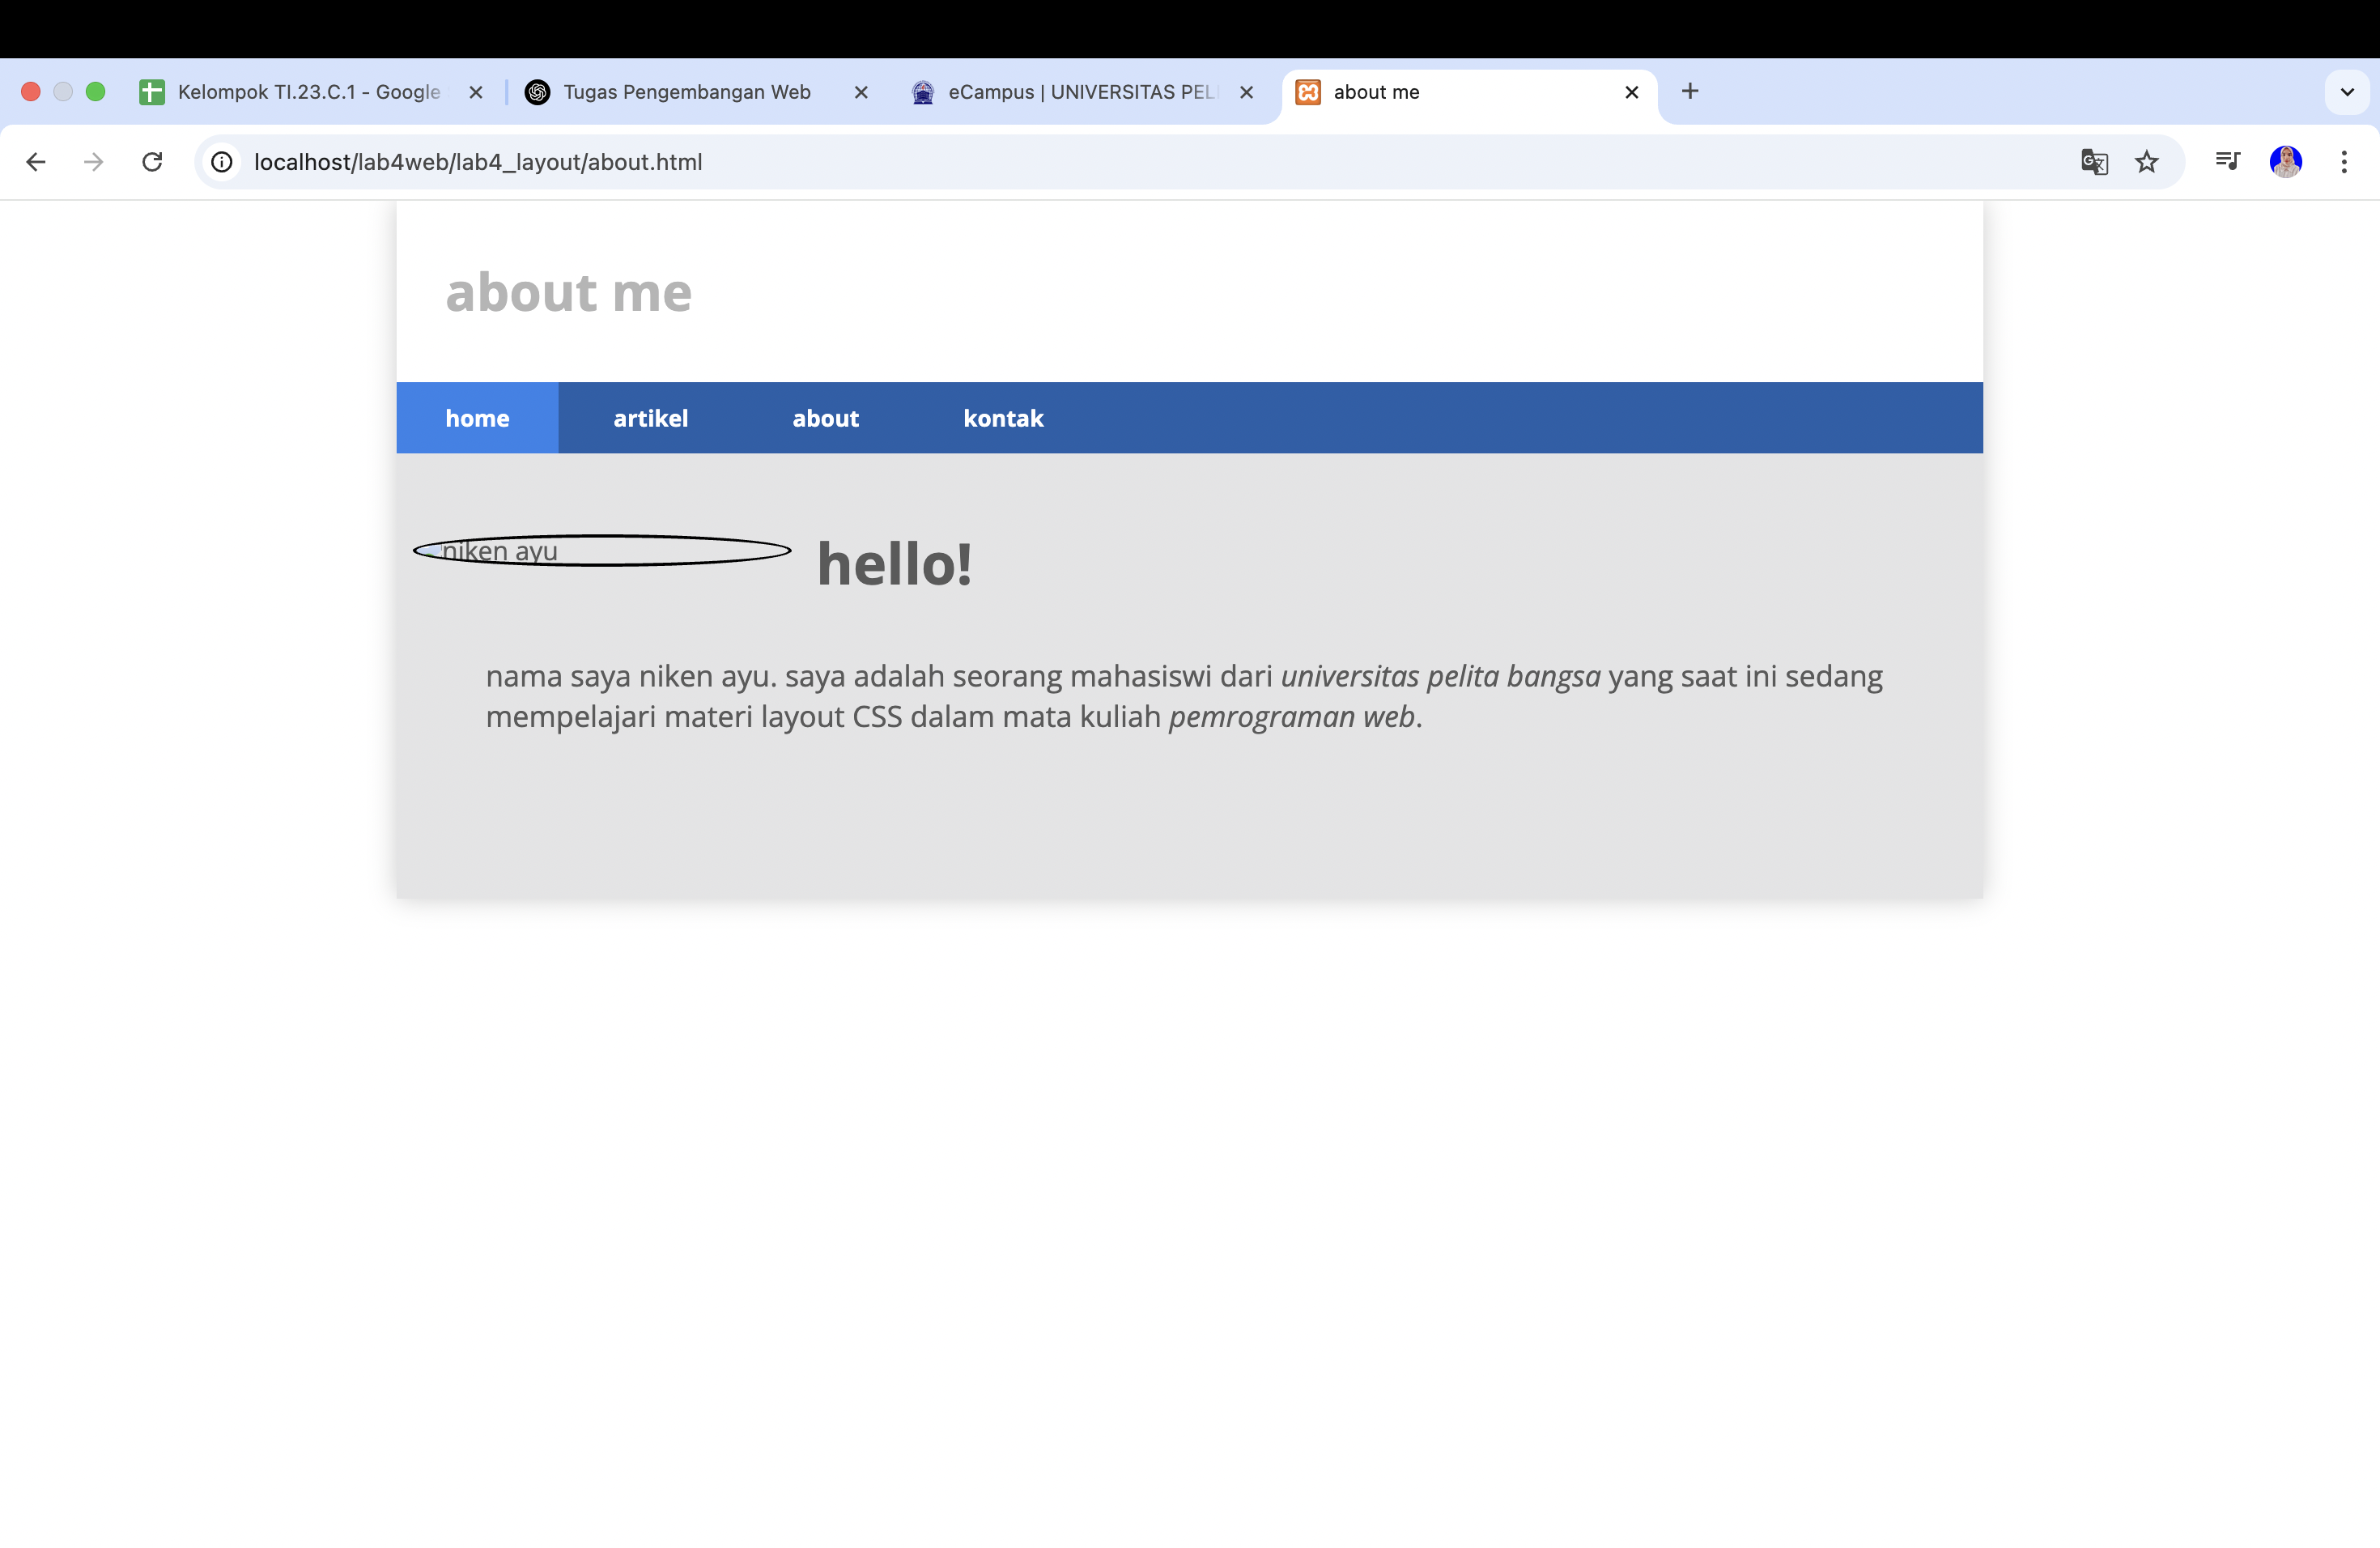 Kelompok TI.23.C.1 - Google
Tugas Pengembangan Web
eCampus | UNIVERSITAS PEL
about me
localhost/lab4web/lab4_layout/about.html
about me
home artikel about kontak
niken ayu
hello!
nama saya niken ayu. saya adalah seorang mahasiswi dari universitas pelita bangsa yang saat ini sedang
mempelajari materi layout CSS dalam mata kuliah pemrograman web.